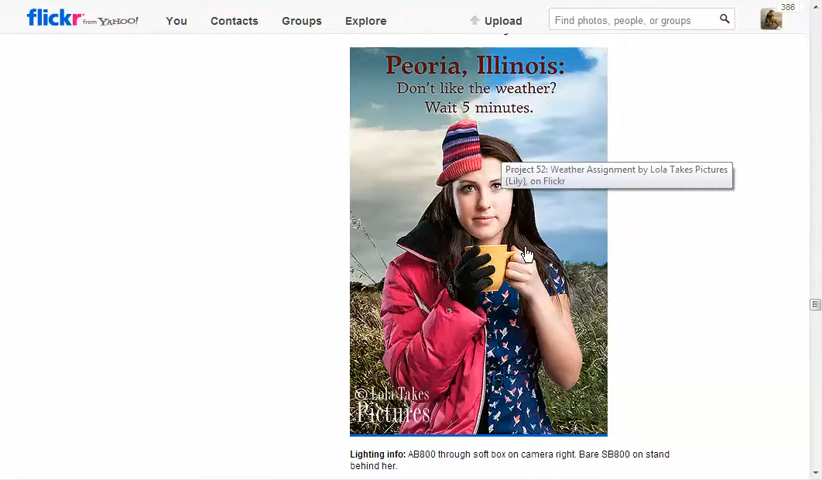 flickr from YAHOO! You Contacts Groups Explore Upload Find photos, people, or groups 386
Peoria, Illinois:
Don't like the weather?
Wait 5 minutes.
Project 52: Weather Assignment by Lola Takes Pictures
{Lily}, on Flickr
©Lola Takes
Pictures
Lighting info: AB800 through soft box on camera right. Bare SB800 on stand
behind her.